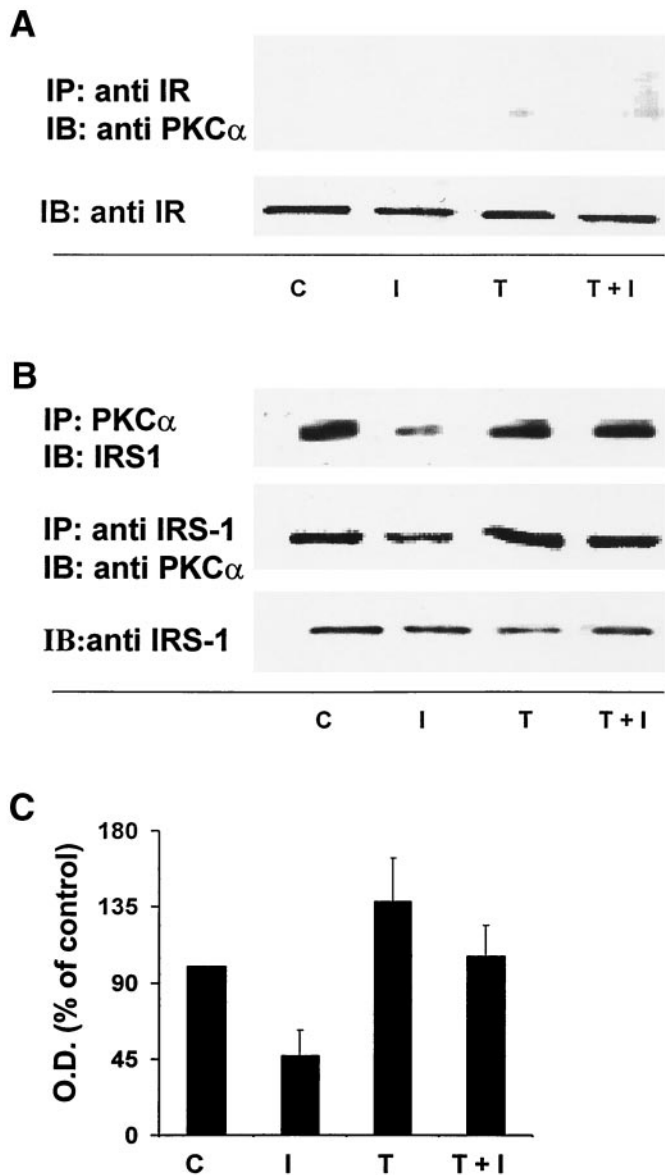 A
IP: anti IR
IB: anti PKCα
IB: anti IR
C I T T + I
B
IP: PKCα
IB: IRS1
IP: anti IRS-1
IB: anti PKCα
IB:anti IRS-1
C I T T + I
C
O.D. (% of control)
180
135
90
45
0
C I T T + I